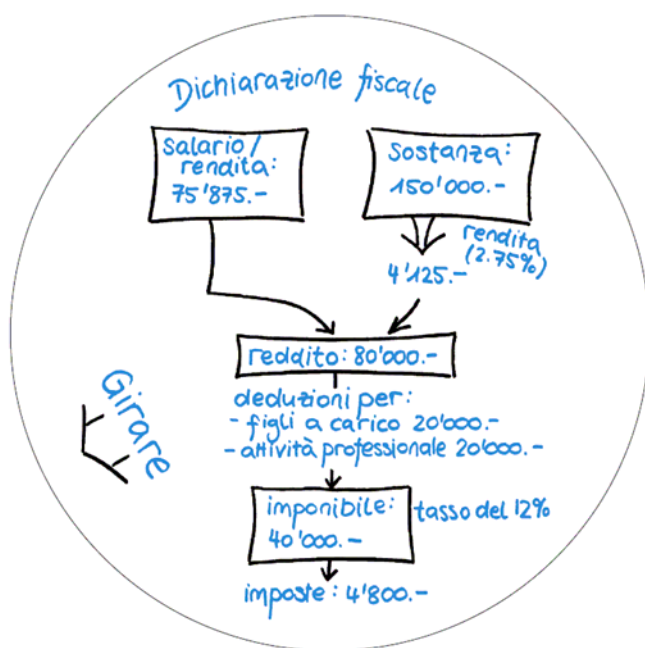 Dichiarazione fiscale
salario/
rendita:
75'875.-
sostanza:
150'000.-
rendita
(2.75%)
4'125.-
reddito: 80'000.-
deduzioni per:
- figli a carico 20'000.-
- attività professionale 20'000.-
Girare
imponibile:
40'000.-
tasso del 12%
imposte: 4'800.-